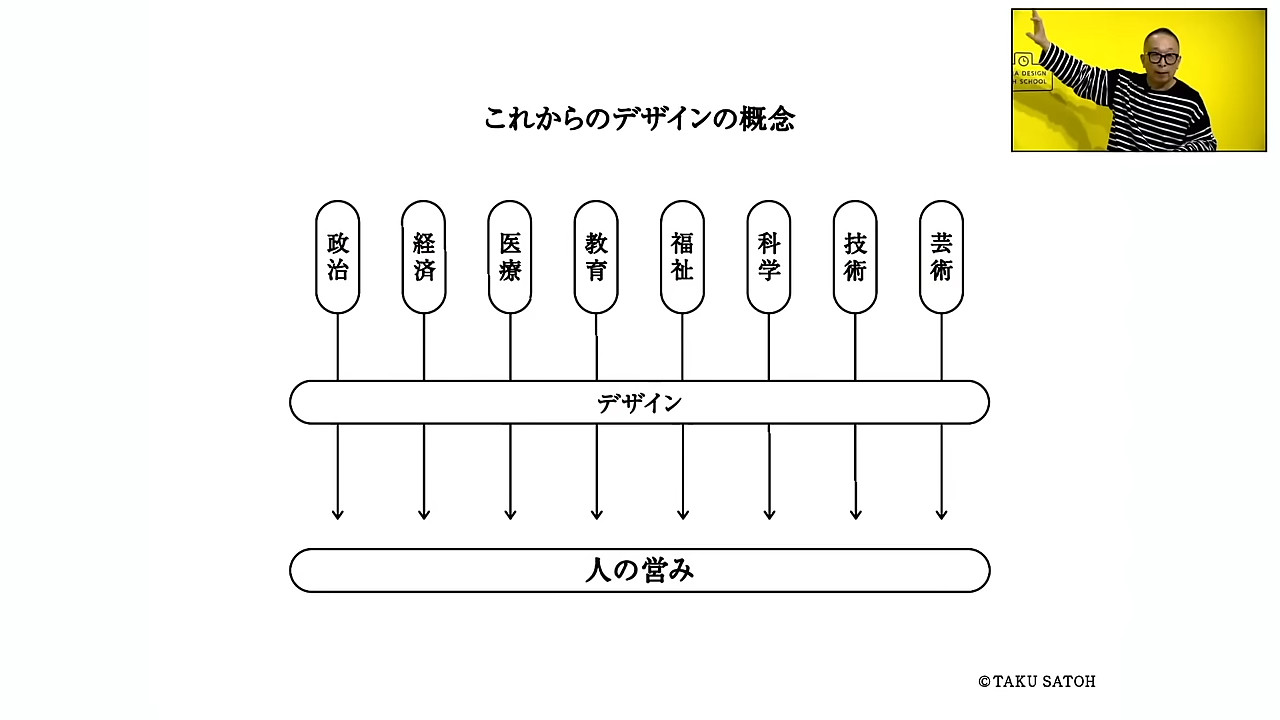 これからのデザインの概念
政治
経済
医療
教育
福祉
科学
技術
芸術
デザイン
人の営み
©TAKU SATOH
A DESIGN
H SCHOOL